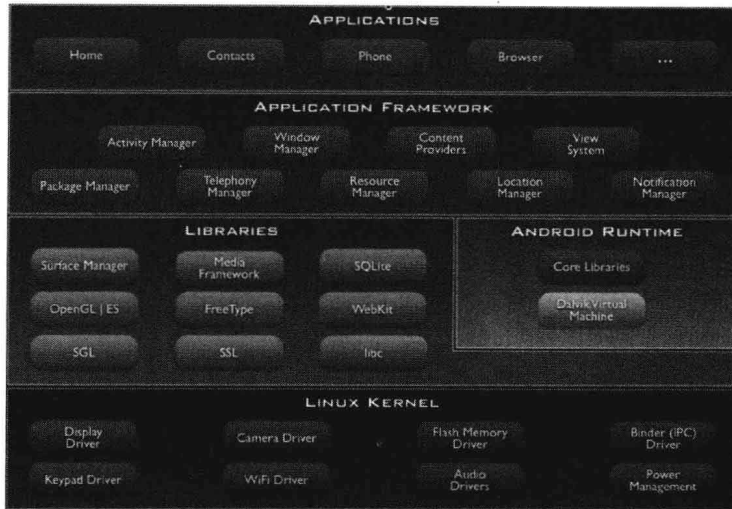 APPLICATIONS
Home
Contacts
Phone
Browser
...
APPLICATION FRAMEWORK
Activity Manager
Window
Manager
Content
Providers
View
System
Package Manager
Telephony
Manager
Resource
Manager
Location
Manager
Notification
Manager
LIBRARIES
Surface Manager
Media
Framework
SQLite
OpenGL | ES
FreeType
WebKit
SGL
SSL
libc
ANDROID RUNTIME
Core Libraries
Dalvik Virtual
Machine
LINUX KERNEL
Display
Driver
Camera Driver
Flash Memory
Driver
Binder (IPC)
Driver
Keypad Driver
WiFi Driver
Audio
Drivers
Power
Management